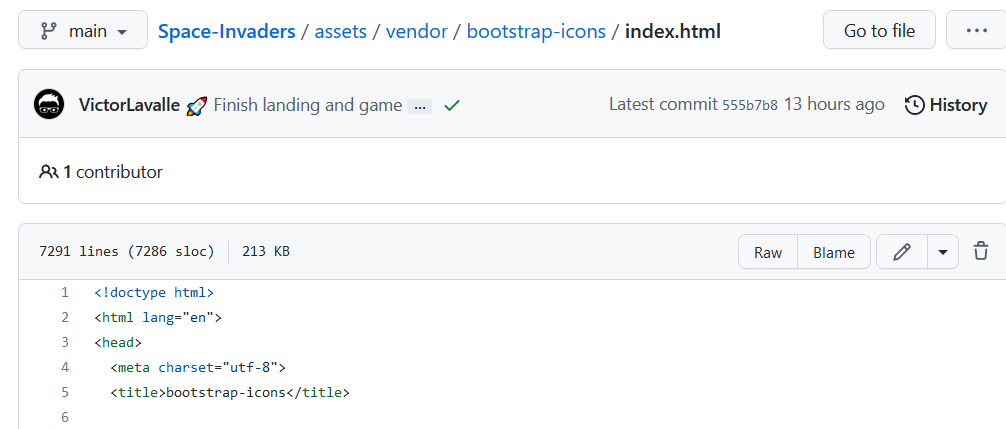 main Space-Invaders / assets / vendor / bootstrap-icons / index.html Go to file ...
VictorLavalle 🚀 Finish landing and game ... Latest commit 555b7b8 13 hours ago History
1 contributor
7291 lines (7286 sloc) 213 KB Raw Blame
1 <!doctype html>
2 <html lang="en">
3 <head>
4 <meta charset="utf-8">
5 <title>bootstrap-icons</title>
6